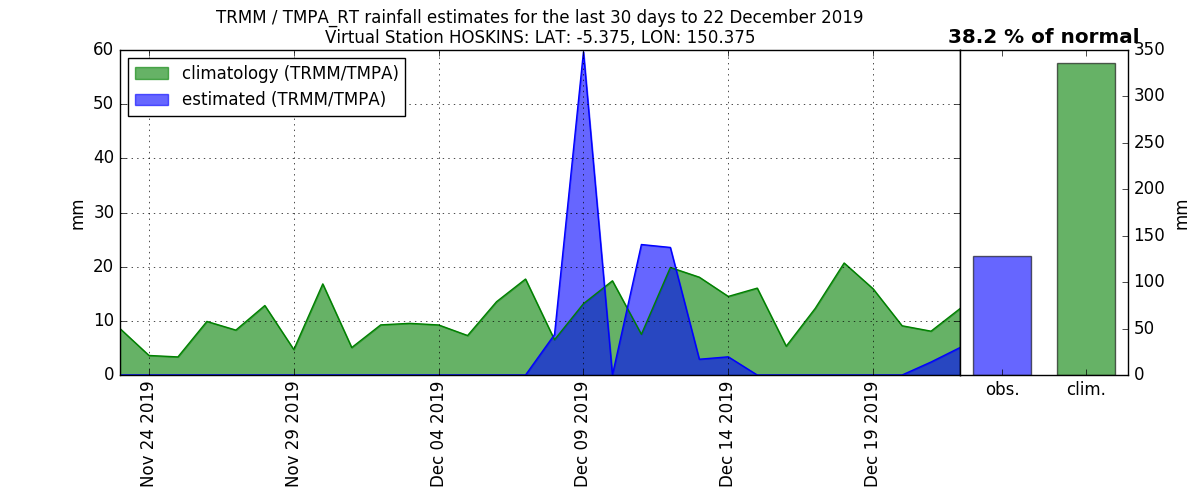 TRMM / TMPA_RT rainfall estimates for the last 30 days to 22 December 2019
Virtual Station HOSKINS: LAT: -5.375, LON: 150.375
38.2 % of normal
climatology (TRMM/TMPA)
estimated (TRMM/TMPA)
60
50
40
30
20
10
0
mm
Nov 24 2019
Nov 29 2019
Dec 04 2019
Dec 09 2019
Dec 14 2019
Dec 19 2019
obs.
clim.
350
300
250
200
150
100
50
0
mm